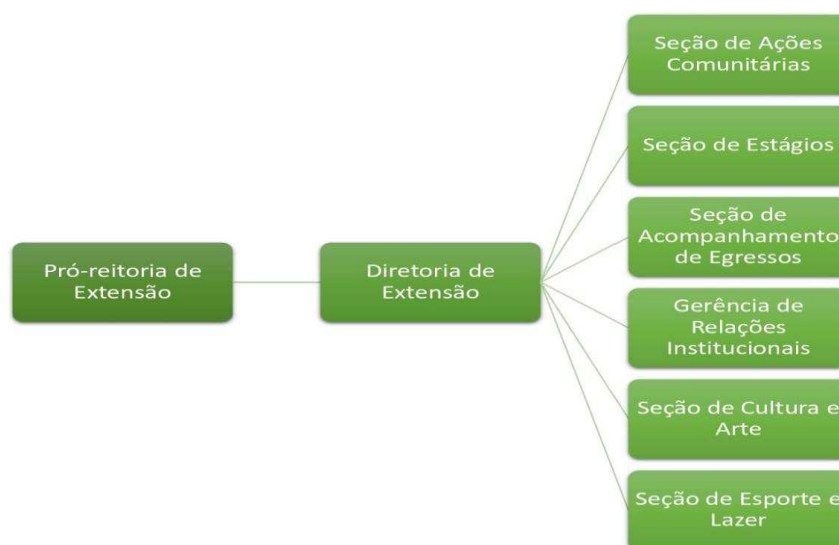 Pró-reitoria de
Extensão
Diretoria de
Extensão
Seção de Ações
Comunitárias
Seção de Estágios
Seção de
Acompanhamento
de Egressos
Gerência de
Relações
Institucionais
Seção de Cultura e
Arte
Seção de Esporte e
Lazer